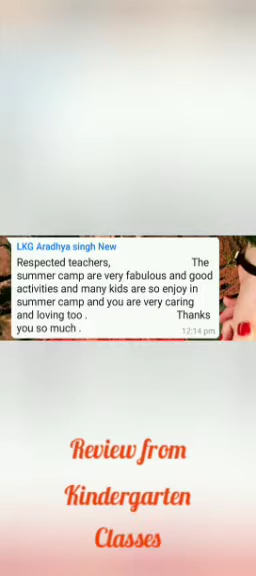 LKG Aradhya singh New
Respected teachers, The
summer camp are very fabulous and good
activities and many kids are so enjoy in
summer camp and you are very caring
and loving too . Thanks
you so much .
12:14 pm
Review from
Kindergarten
Classes